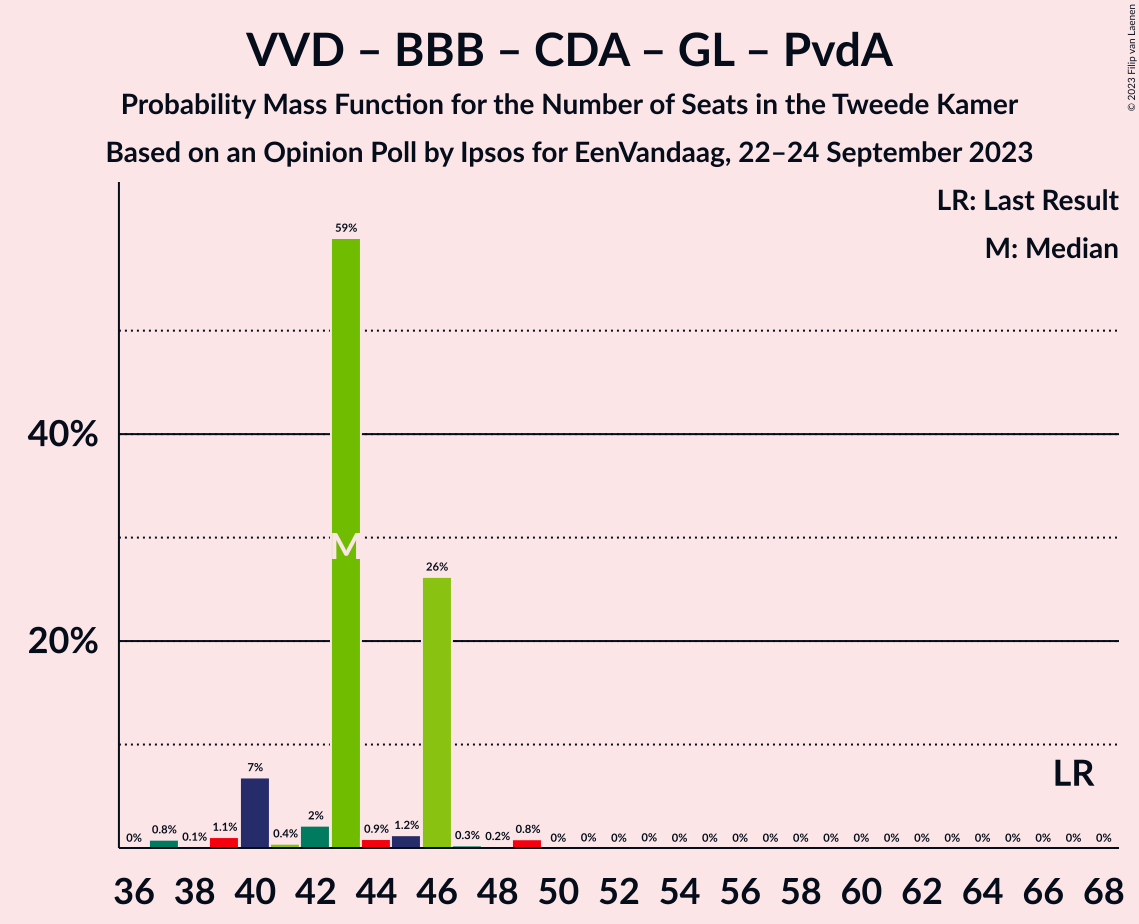 VVD – BBB – CDA – GL – PvdA
Probability Mass Function for the Number of Seats in the Tweede Kamer
Based on an Opinion Poll by Ipsos for EenVandaag, 22–24 September 2023
© 2023 Filip van Laenen
LR: Last Result
M: Median
59%
40%
M
26%
20%
LR
7%
2%
0% 0.8% 0.1% 1.1% 0.4% 0.9% 1.2% 0.3% 0.2% 0.8% 0% 0% 0% 0% 0% 0% 0% 0% 0% 0% 0% 0% 0% 0% 0% 0% 0% 0% 0%
36 38 40 42 44 46 48 50 52 54 56 58 60 62 64 66 68